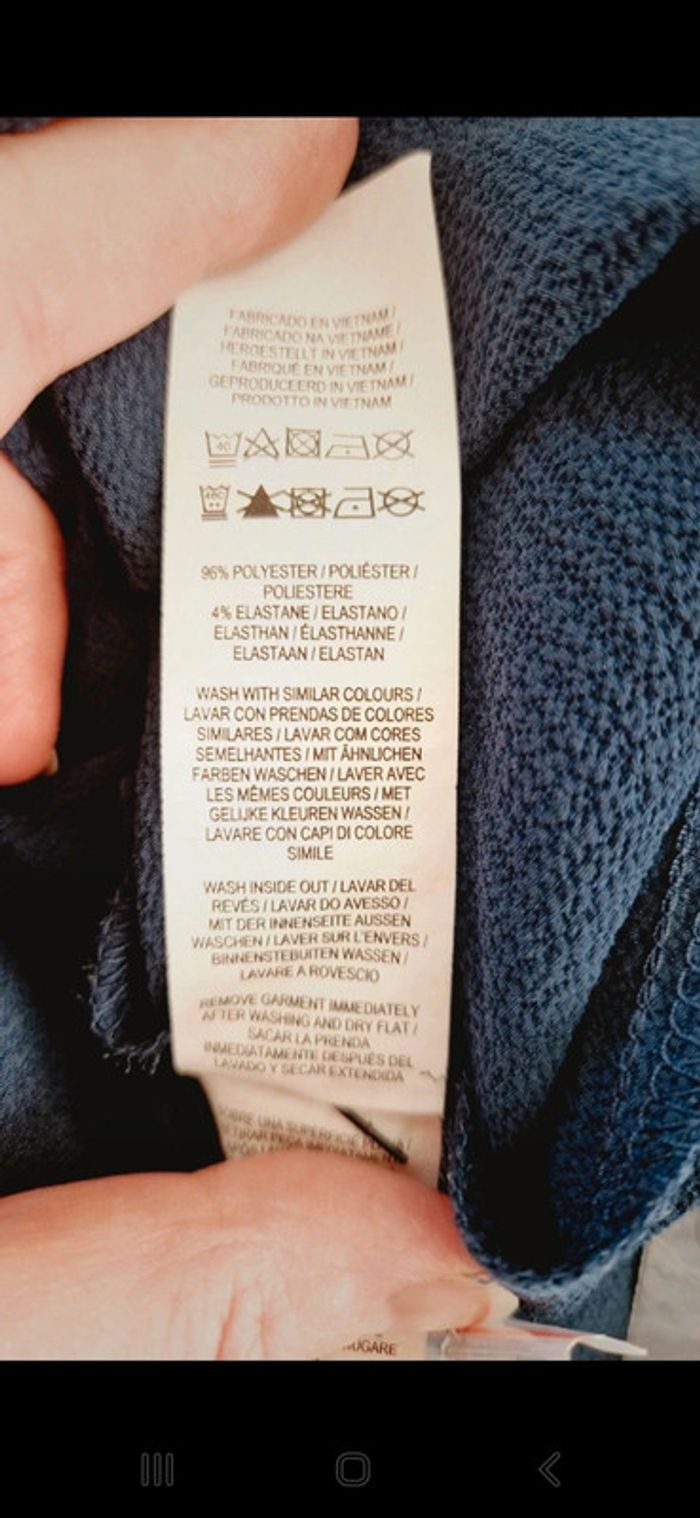 FABRICADO EN VIETNAM /
FABRICADO NA VIETNAME /
HERGESTELLT IN VIETNAM /
FABRIQUÉ EN VIETNAM /
GEPRODUCEERD IN VIETNAM /
PRODOTTO IN VIETNAM
40
40C
96% POLYESTER / POLIÉSTER /
POLIESTERE
4% ELASTANE / ELASTANO /
ELASTHAN / ÉLASTHANNE /
ELASTAAN / ELASTAN
WASH WITH SIMILAR COLOURS /
LAVAR CON PRENDAS DE COLORES
SIMILARES / LAVAR COM CORES
SEMELHANTES / MIT ÄHNLICHEN
FARBEN WASCHEN / LAVER AVEC
LES MÊMES COULEURS / MET
GELIJKE KLEUREN WASSEN /
LAVARE CON CAPI DI COLORE
SIMILE
WASH INSIDE OUT / LAVAR DEL
REVÉS / LAVAR DO AVESSO /
MIT DER INNENSEITE AUSSEN
WASCHEN / LAVER SUR L'ENVERS /
BINNENSTEBUITEN WASSEN /
LAVARE A ROVESCIO
REMOVE GARMENT IMMEDIATELY
AFTER WASHING AND DRY FLAT /
SACAR LA PRENDA
INMEDIATAMENTE DESPUÉS DEL
LAVADO Y SECAR EXTENDIDA
UNA SUPERFICIE